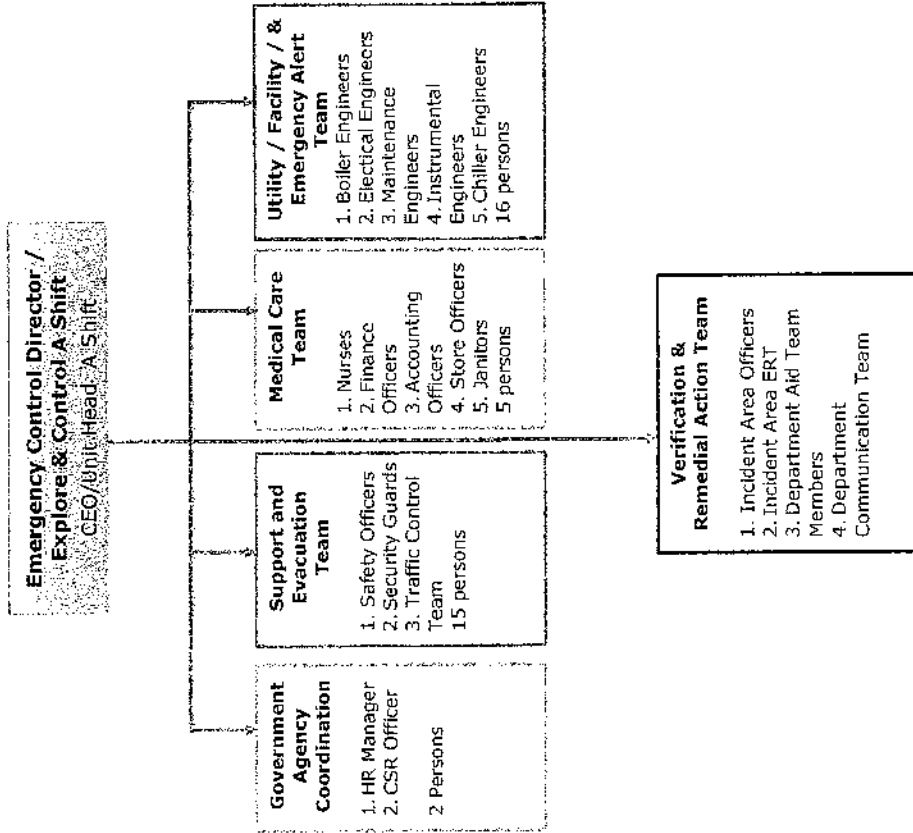 Emergency Control Director /
Explore & Control A Shift
CEO/Unit Head, A Shift
Government
Agency
Coordination
1. HR Manager
2. CSR Officer
2 Persons
Support and
Evacuation
Team
1. Safety Officers
2. Security Guards
3. Traffic Control
Team
15 persons
Medical Care
Team
1. Nurses
2. Finance
Officers
3. Accounting
Officers
4. Store Officers
5. Janitors
5 persons
Utility / Facility / &
Emergency Alert
Team
1. Boiler Engineers
2. Electical Engineers
3. Maintenance
Engineers
4. Instrumental
Engineers
5. Chiller Engineers
16 persons
Verification &
Remedial Action Team
1. Incident Area Officers
2. Incident Area ERT
3. Department Aid Team
Members
4. Department
Communication Team